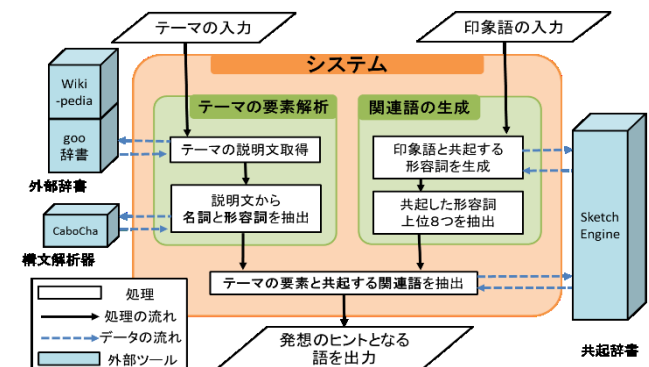 テーマの入力
印象語の入力
システム
Wiki
-pedia
goo
辞書
外部辞書
CaboCha
構文解析器
テーマの要素解析
テーマの説明文取得
説明文から
名詞と形容詞を抽出
関連語の生成
印象語と共起する
形容詞を生成
共起した形容詞
上位8つを抽出
Sketch
Engine
共起辞書
テーマの要素と共起する関連語を抽出
発想のヒントとなる
語を出力
処理
処理の流れ
データの流れ
外部ツール